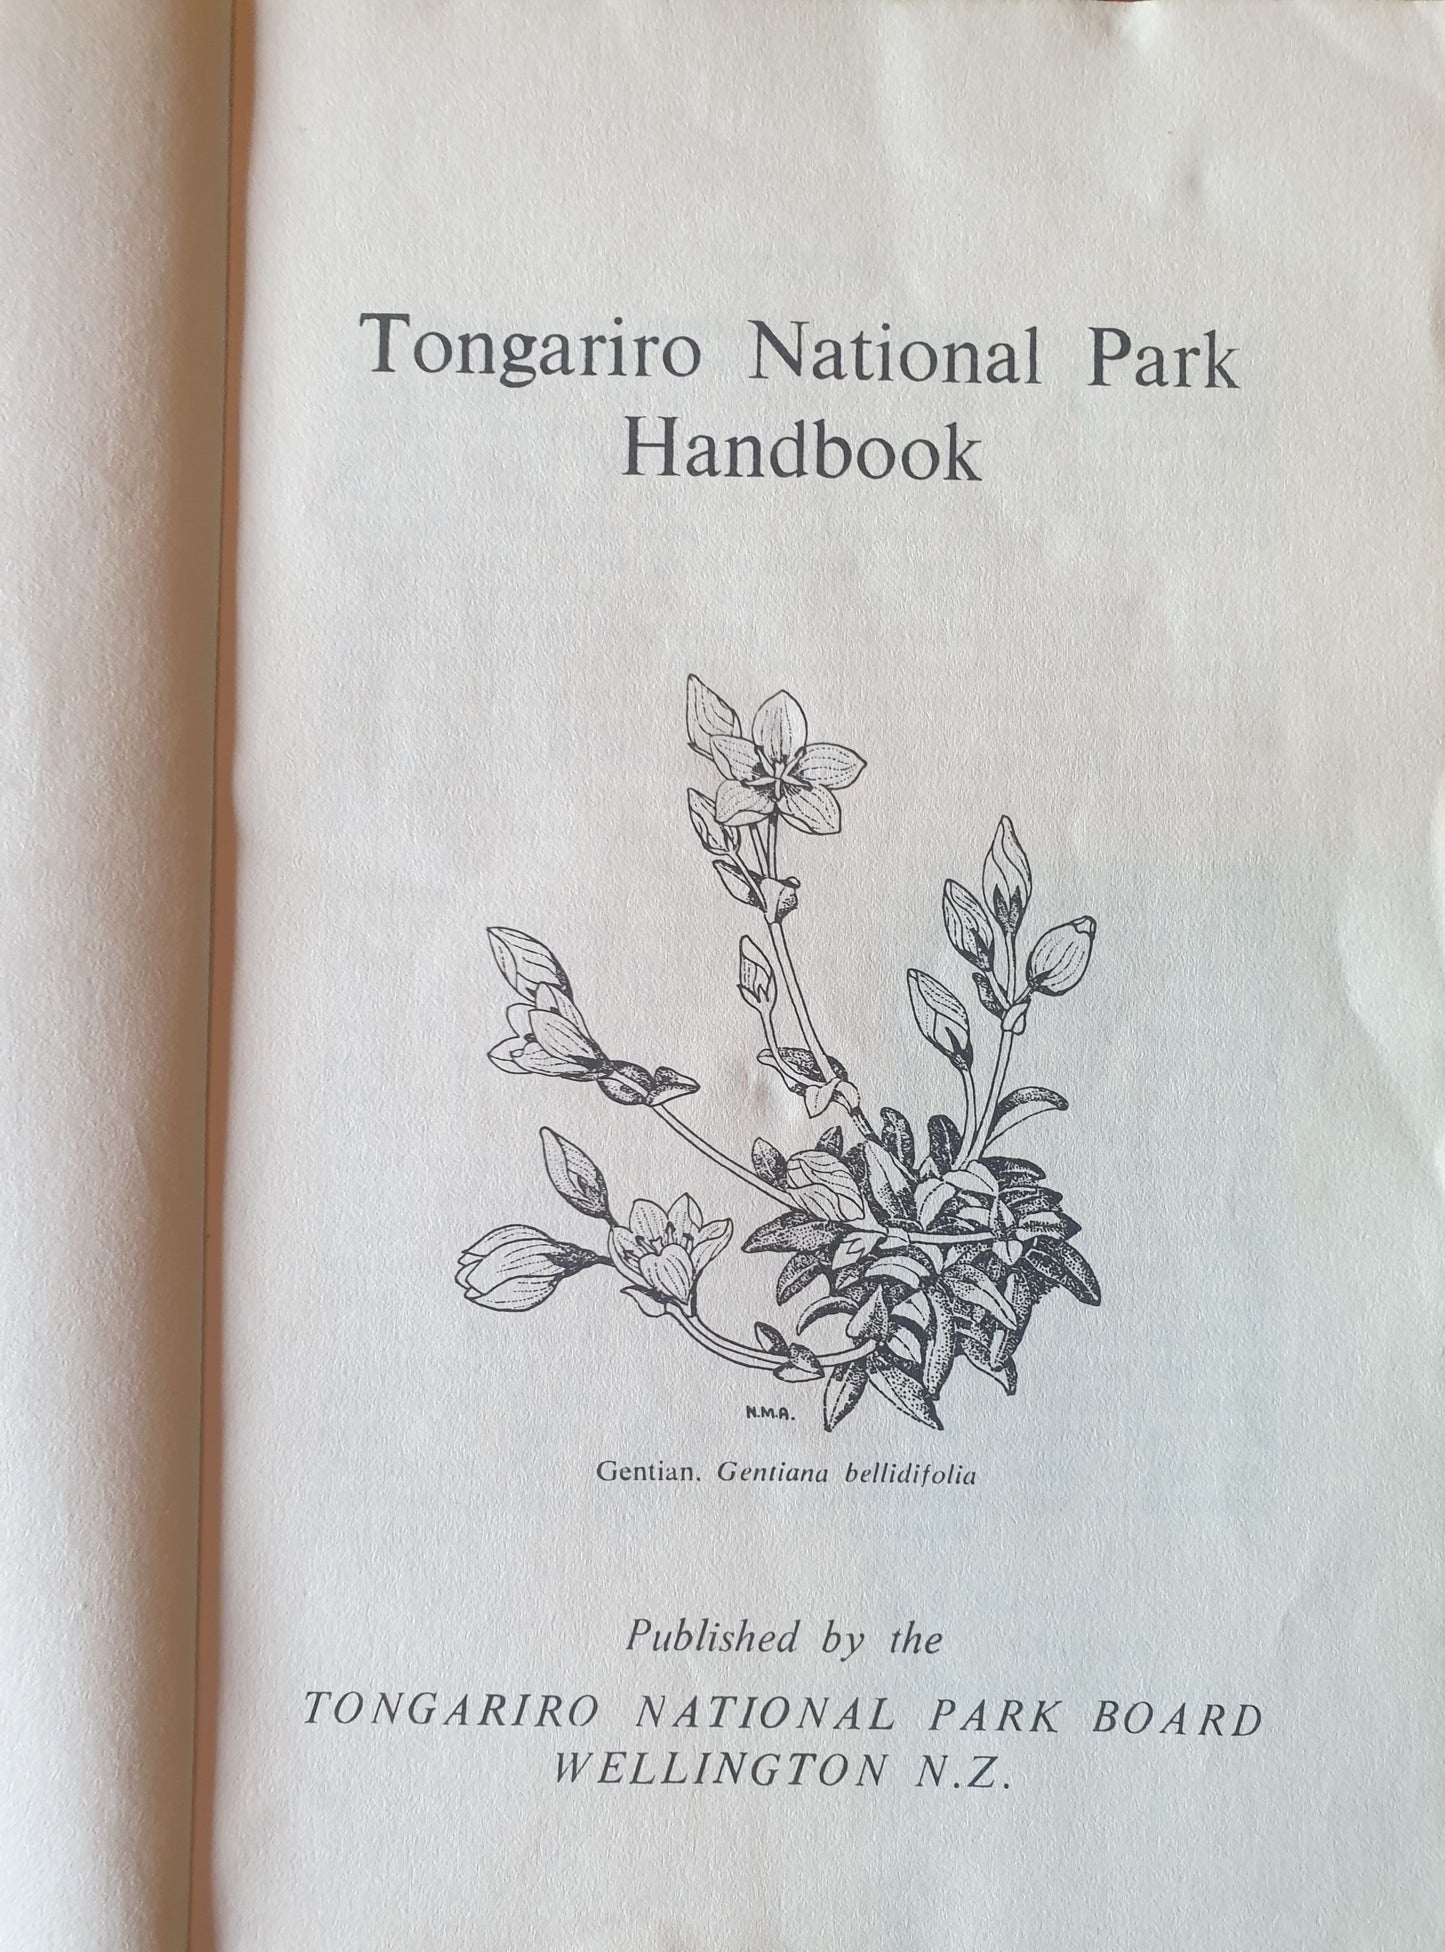 Tongariro National Park
Handbook
N.M.A.
Gentian. Gentiana bellidifolia
Published by the
TONGARIRO NATIONAL PARK BOARD
WELLINGTON N.Z.